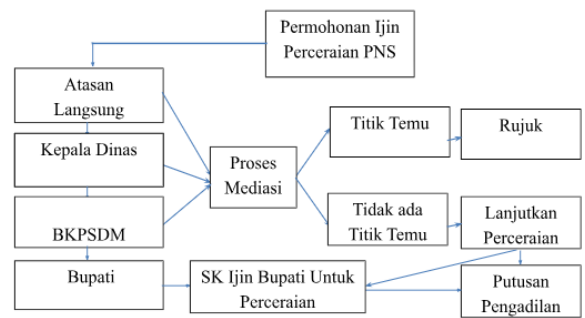 Permohonan Ijin
Perceraian PNS
Atasan
Langsung
Kepala Dinas
BKPSDM
Bupati
Proses
Mediasi
Titik Temu
Rujuk
Tidak ada
Titik Temu
Lanjutkan
Perceraian
SK Ijin Bupati Untuk
Perceraian
Putusan
Pengadilan